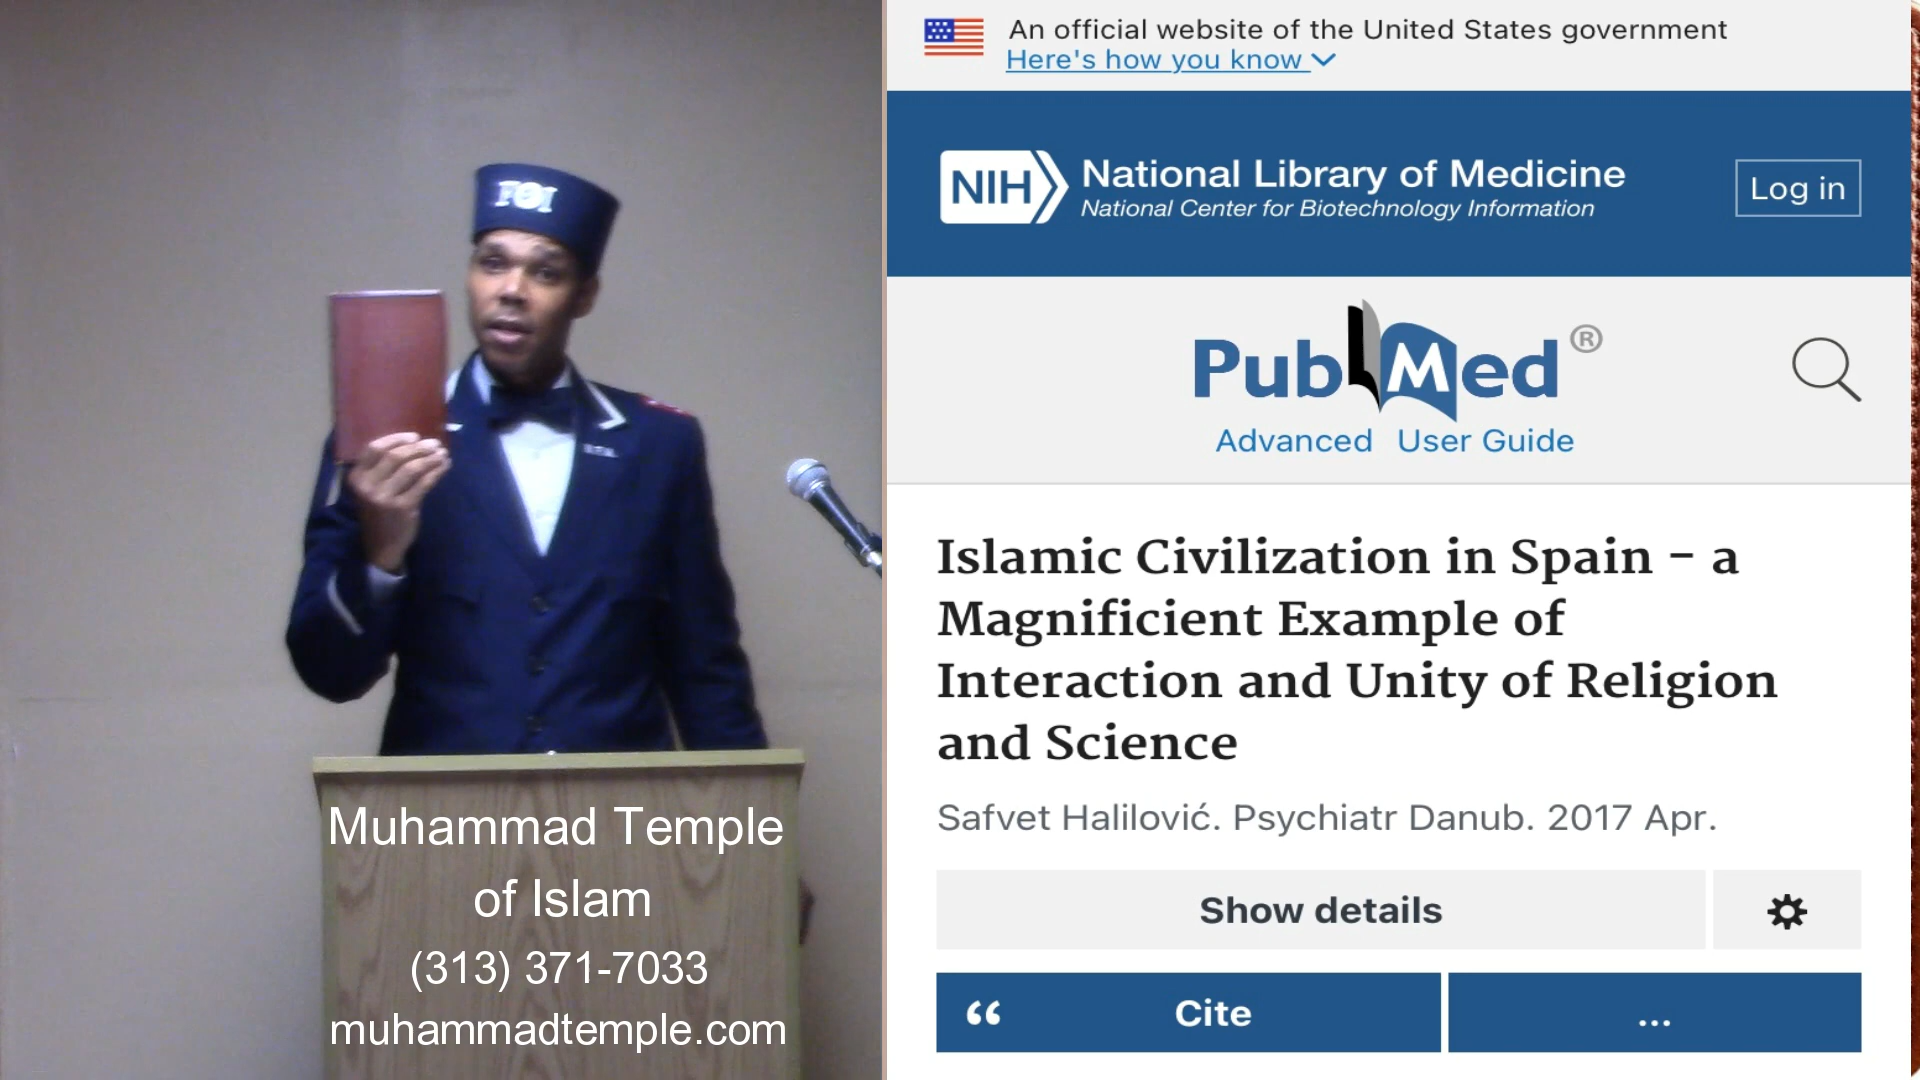 FOI
Muhammad Temple
of Islam
(313) 371-7033
muhammadtemple.com
An official website of the United States government
Here's how you know
NIH
National Library of Medicine
National Center for Biotechnology Information
Log in
PubMed®
Advanced User Guide
Islamic Civilization in Spain - a
Magnificient Example of
Interaction and Unity of Religion
and Science
Safvet Halilović. Psychiatr Danub. 2017 Apr.
Show details
“ Cite
...